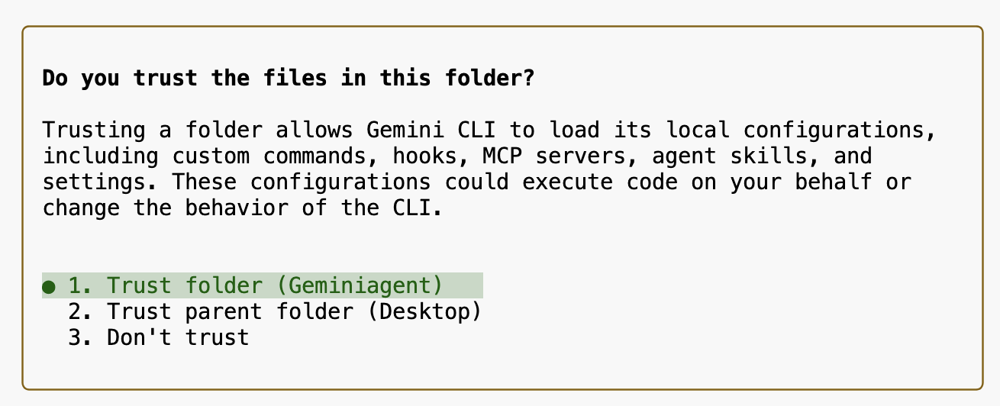 Do you trust the files in this folder?
Trusting a folder allows Gemini CLI to load its local configurations,
including custom commands, hooks, MCP servers, agent skills, and
settings. These configurations could execute code on your behalf or
change the behavior of the CLI.
● 1. Trust folder (Geminiagent)
2. Trust parent folder (Desktop)
3. Don't trust